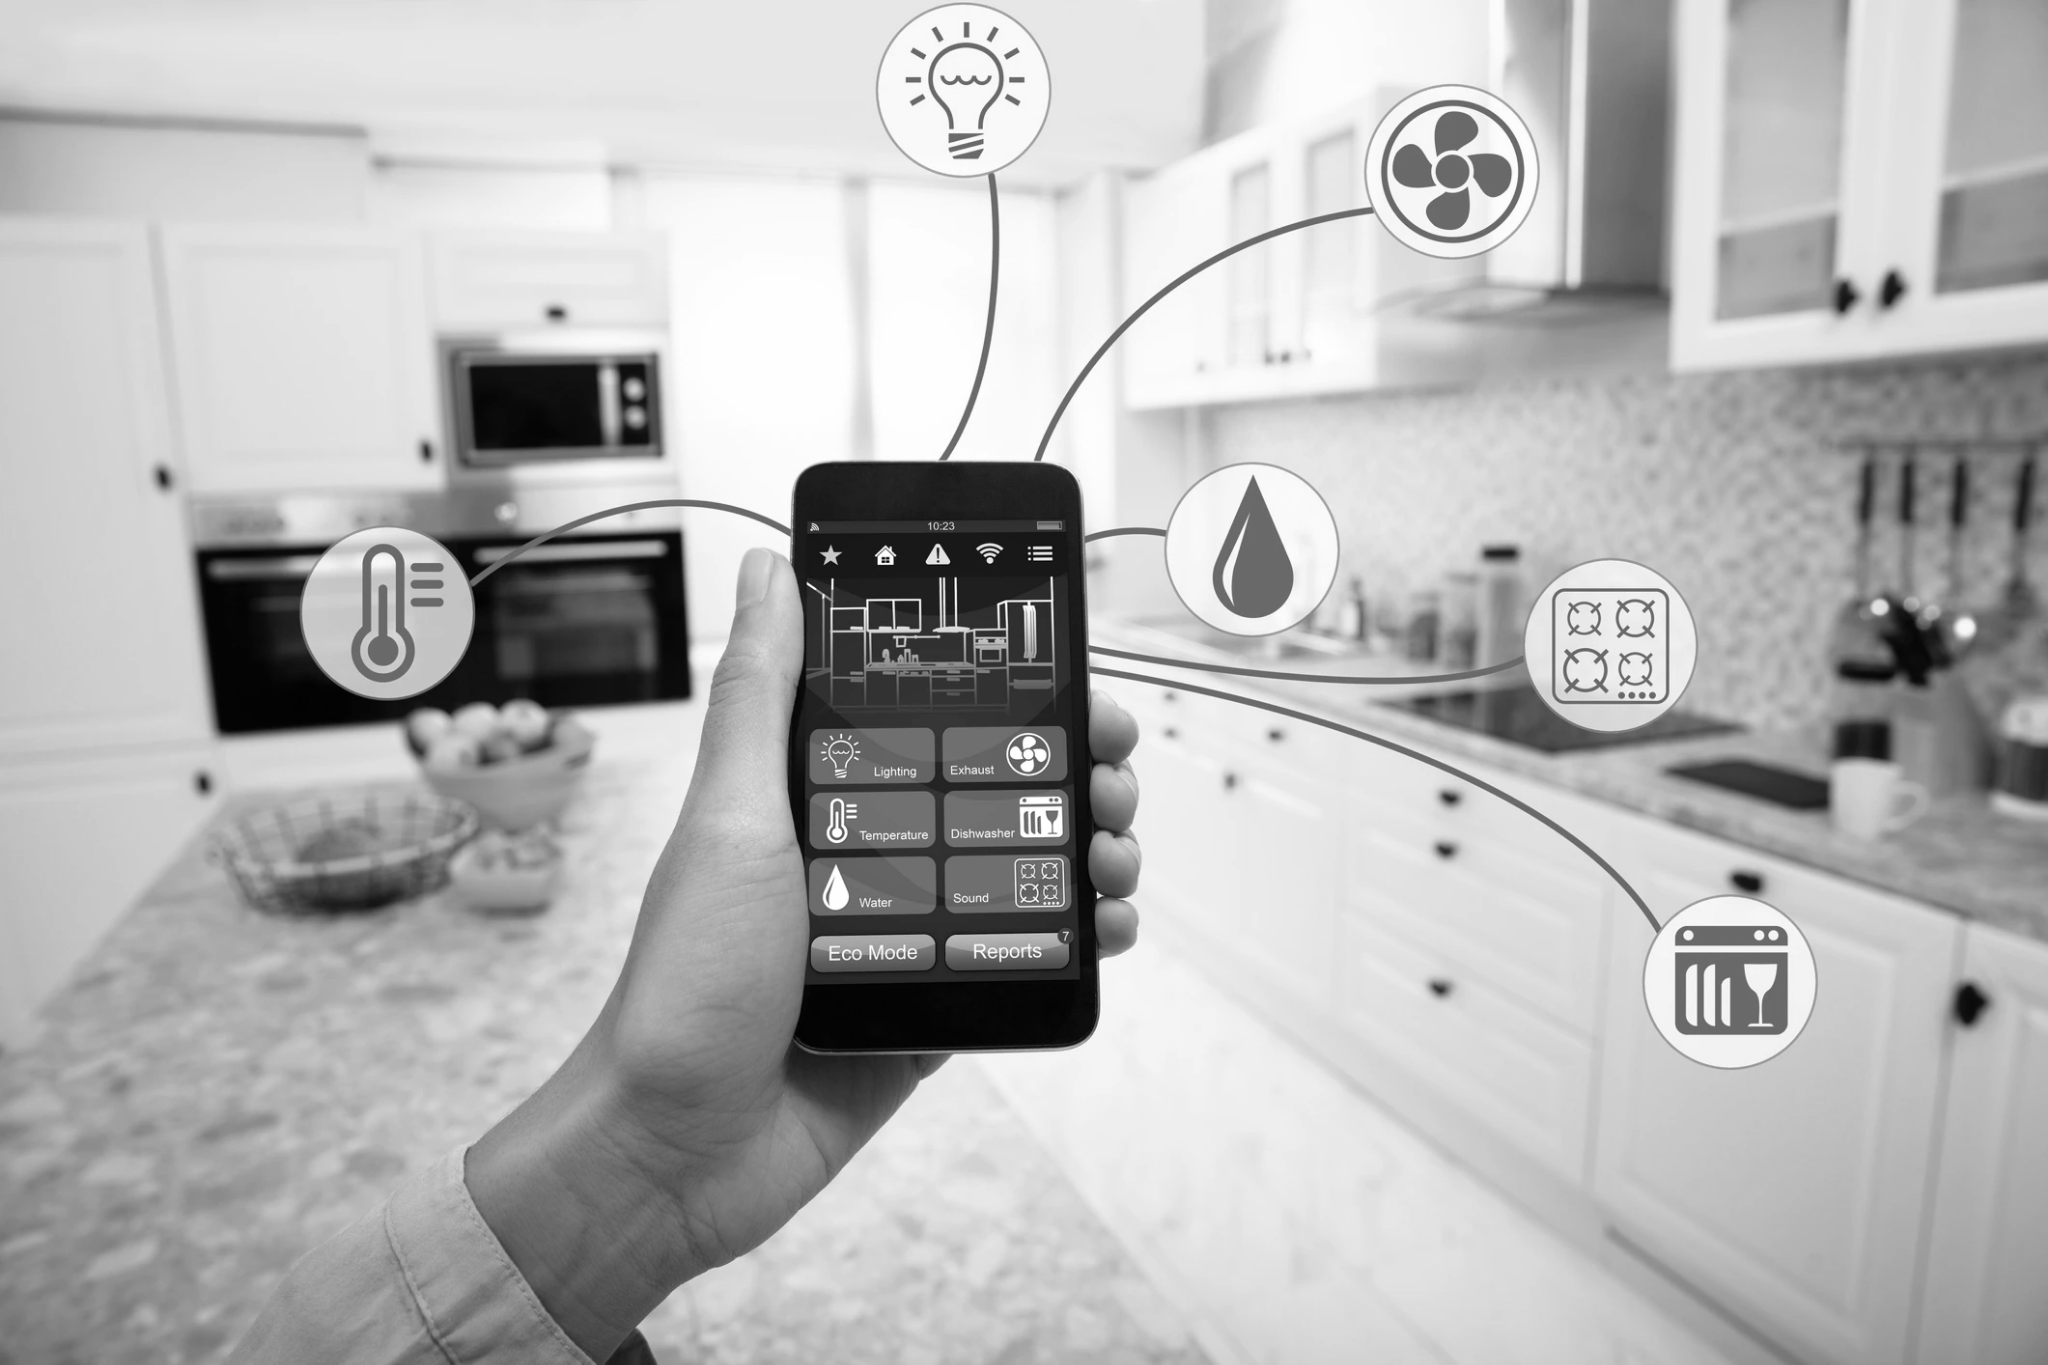 10:23
Lighting
Exhaust
Temperature
Dishwasher
Water
Sound
Eco Mode
Reports
7